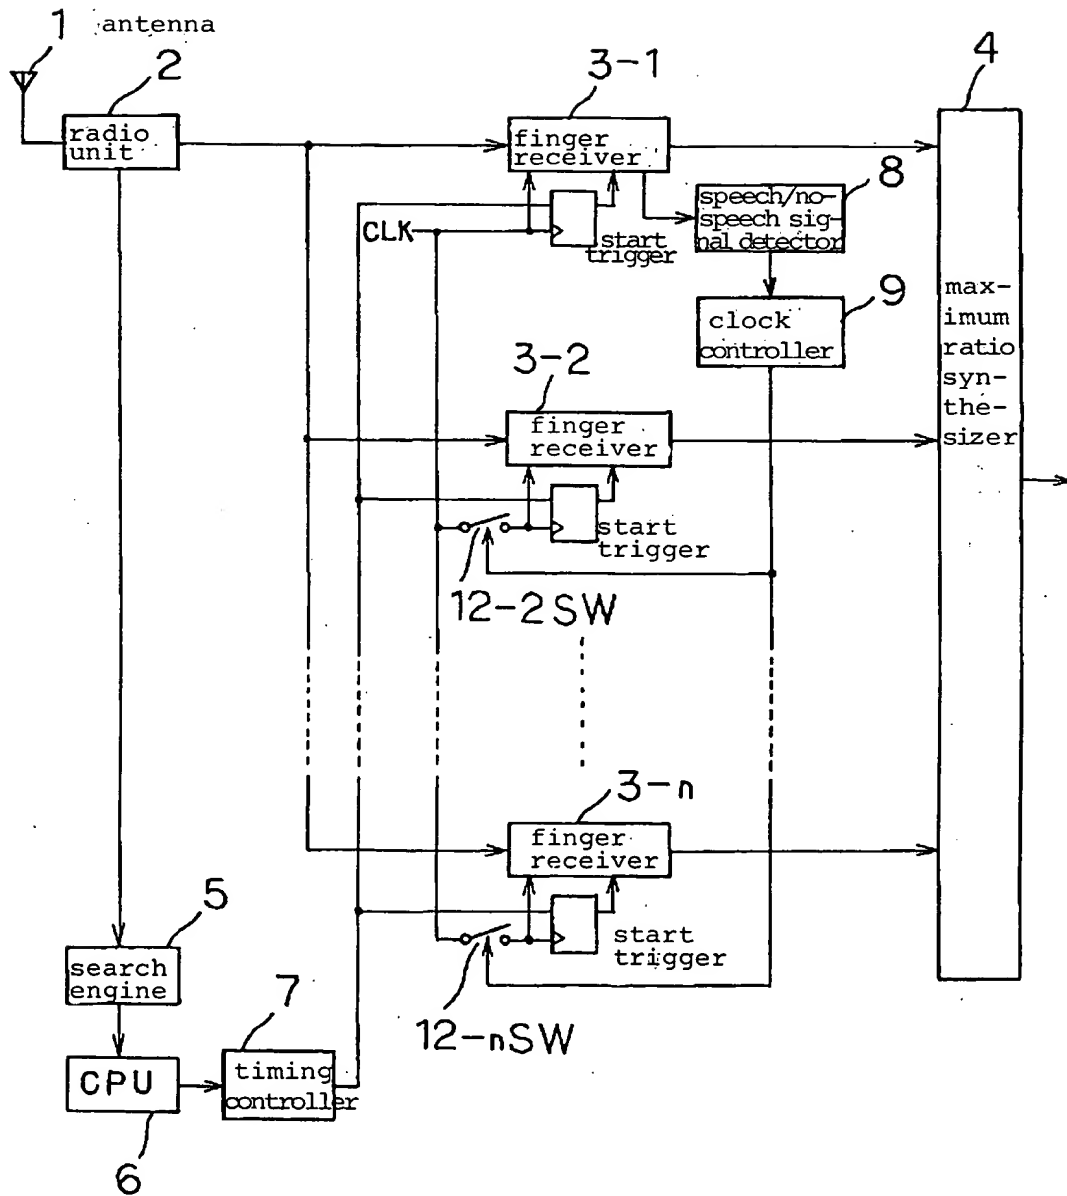 1 antenna
2
radio
unit
3-1
finger
receiver
4
CLK
start
trigger
8
speech/no-
speech sig-
nal detector
9
clock
controller
max-
imum
ratio
syn-
the-
sizer
3-2
finger
receiver
start
trigger
12-2SW
3-n
finger
receiver
start
trigger
12-nSW
5
search
engine
CPU
6
7
timing
controller